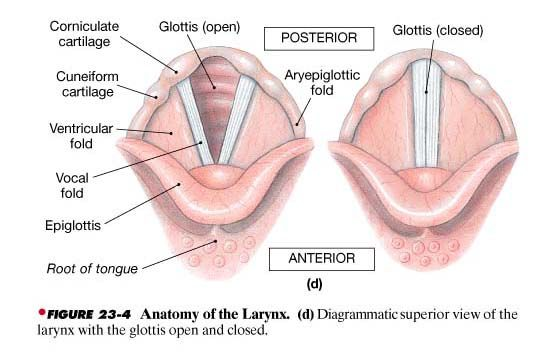 Corniculate
cartilage
Glottis (open)
POSTERIOR
Glottis (closed)
Cuneiform
cartilage
Aryepiglottic
fold
Ventricular
fold
Vocal
fold
Epiglottis
Root of tongue
ANTERIOR
(d)
•FIGURE 23-4 Anatomy of the Larynx. (d) Diagrammatic superior view of the
larynx with the glottis open and closed.